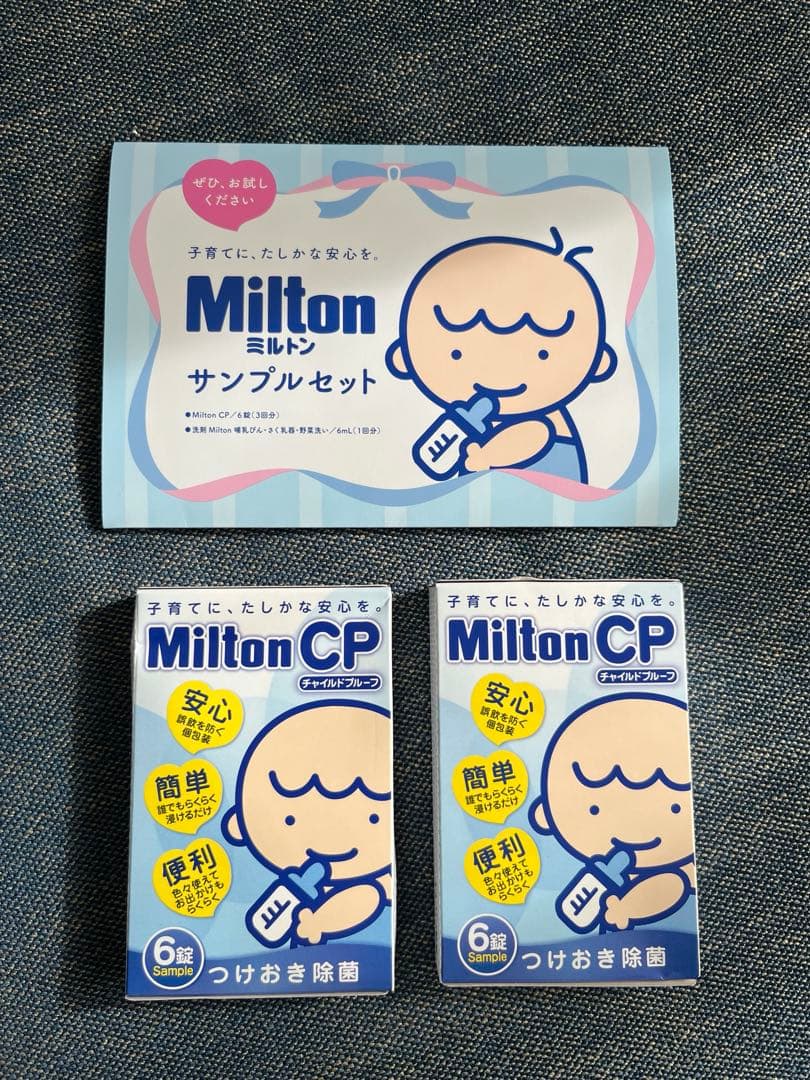 ぜひ、お試し
ください
子育てに、たしかな安心を。
Milton
ミルトン
サンプルセット
●Milton CP／6錠（3回分）
●洗剤 Milton 哺乳びん・さく乳器・野菜洗い／6mL（1回分）
子育てに、たしかな安心を。
Milton CP
チャイルドプルーフ
安心
誤飲を防ぐ
個包装
簡単
誰でもらくらく
浸けるだけ
便利
色々使えて
お出かけも
らくらく
6錠
Sample
つけおき除菌
子育てに、たしかな安心を。
Milton CP
チャイルドプルーフ
安心
誤飲を防ぐ
個包装
簡単
誰でもらくらく
浸けるだけ
便利
色々使えて
お出かけも
らくらく
6錠
Sample
つけおき除菌